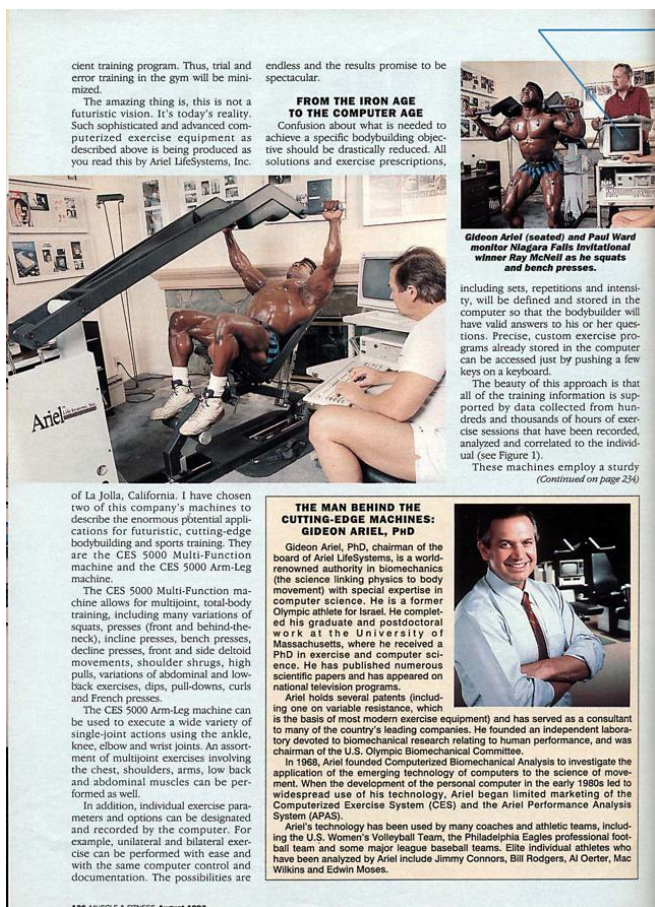 cient training program. Thus, trial and
error training in the gym will be mini-
mized.
The amazing thing is, this is not a
futuristic vision. It's today's reality.
Such sophisticated and advanced com-
puterized exercise equipment as
described above is being produced as
you read this by Ariel LifeSystems, Inc.
endless and the results promise to be
spectacular.
FROM THE IRON AGE
TO THE COMPUTER AGE
Confusion about what is needed to
achieve a specific bodybuilding objec-
tive should be drastically reduced. All
solutions and exercise prescriptions,
Gideon Ariel (seated) and Paul Ward
monitor Niagara Falls Invitational
winner Ray McNeil as he squats
and bench presses.
including sets, repetitions and intensi-
ty, will be defined and stored in the
computer so that the bodybuilder will
have valid answers to his or her ques-
tions. Precise, custom exercise pro-
grams already stored in the computer
can be accessed just by pushing a few
keys on a keyboard.
The beauty of this approach is that
all of the training information is sup-
ported by data collected from hun-
dreds and thousands of hours of exer-
cise sessions that have been recorded,
analyzed and correlated to the individ-
ual (see Figure 1).
These machines employ a sturdy
(Continued on page 234)
Ariel
of La Jolla, California. I have chosen
two of this company's machines to
describe the enormous potential appli-
cations for futuristic, cutting-edge
bodybuilding and sports training. They
are the CES 5000 Multi-Function
machine and the CES 5000 Arm-Leg
machine.
The CES 5000 Multi-Function ma-
chine allows for multijoint, total-body
training, including many variations of
squats, presses (front and behind-the-
neck), incline presses, bench presses,
decline presses, front and side deltoid
movements, shoulder shrugs, high
pulls, variations of abdominal and low-
back exercises, dips, pull-downs, curls
and French presses.
The CES 5000 Arm-Leg machine can
be used to execute a wide variety of
single-joint actions using the ankle,
knee, elbow and wrist joints. An assort-
ment of multijoint exercises involving
the chest, shoulders, arms, low back
and abdominal muscles can be per-
formed as well.
In addition, individual exercise para-
meters and options can be designated
and recorded by the computer. For
example, unilateral and bilateral exer-
cise can be performed with ease and
with the same computer control and
documentation. The possibilities are
THE MAN BEHIND THE
CUTTING-EDGE MACHINES:
GIDEON ARIEL, PHD
Gideon Ariel, PhD, chairman of the
board of Ariel LifeSystems, is a world-
renowned authority in biomechanics
(the science linking physics to body
movement) with special expertise in
computer science. He is a former
Olympic athlete for Israel. He complet-
ed his graduate and postdoctoral
work at the University of
Massachusetts, where he received a
PhD in exercise and computer sci-
ence. He has published numerous
scientific papers and has appeared on
national television programs.
Ariel holds several patents (includ-
ing one on variable resistance, which
is the basis of most modern exercise equipment) and has served as a consultant
to many of the country's leading companies. He founded an independent labora-
tory devoted to biomechanical research relating to human performance, and was
chairman of the U.S. Olympic Biomechanical Committee.
In 1968, Ariel founded Computerized Biomechanical Analysis to investigate the
application of the emerging technology of computers to the science of move-
ment. When the development of the personal computer in the early 1980s led to
widespread use of his technology, Ariel began limited marketing of the
Computerized Exercise System (CES) and the Ariel Performance Analysis
System (APAS).
Ariel's technology has been used by many coaches and athletic teams, includ-
ing the U.S. Women's Volleyball Team, the Philadelphia Eagles professional foot-
ball team and some major league baseball teams. Elite individual athletes who
have been analyzed by Ariel include Jimmy Connors, Bill Rodgers, Al Oerter, Mac
Wilkins and Edwin Moses.